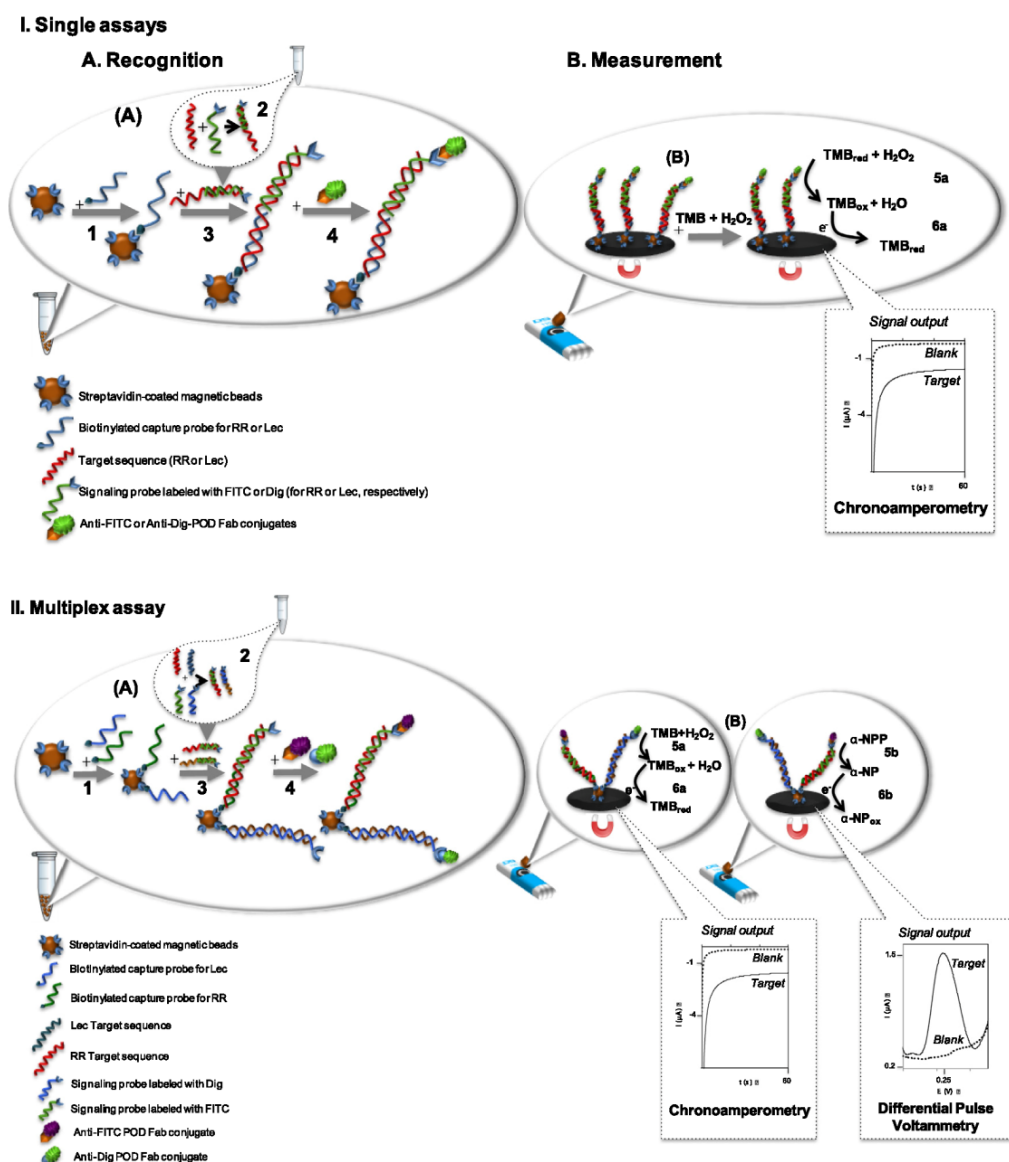 I. Single assays
A. Recognition
B. Measurement
(A)
2
+
+
+
+
1
3
4
(B)
TMB + H2O2
+
TMBred + H2O2
5a
TMBox + H2O
6a
e-
TMBred
Signal output
Blank
Target
-1
-4
I (µA)
t (s)
60
Chronoamperometry
Streptavidin-coated magnetic beads
Biotinylated capture probe for RR or Lec
Target sequence (RR or Lec)
Signaling probe labeled with FITC or Dig (for RR or Lec, respectively)
Anti-FITC or Anti-Dig-POD Fab conjugates
II. Multiplex assay
(A)
2
+
+
+
+
1
3
4
(B)
TMB+H2O2
5a
TMBox + H2O
6a
e-
TMBred
α-NPP
5b
α-NP
e-
6b
α-NPox
Signal output
Blank
Target
-1
-4
I (µA)
t (s)
60
Chronoamperometry
Signal output
1.5
Target
Blank
0.2
I (µA)
0.25
E (V)
Differential Pulse
Voltammetry
Streptavidin-coated magnetic beads
Biotinylated capture probe for Lec
Biotinylated capture probe for RR
Lec Target sequence
RR Target sequence
Signaling probe labeled with Dig
Signaling probe labeled with FITC
Anti-FITC POD Fab conjugate
Anti-Dig POD Fab conjugate